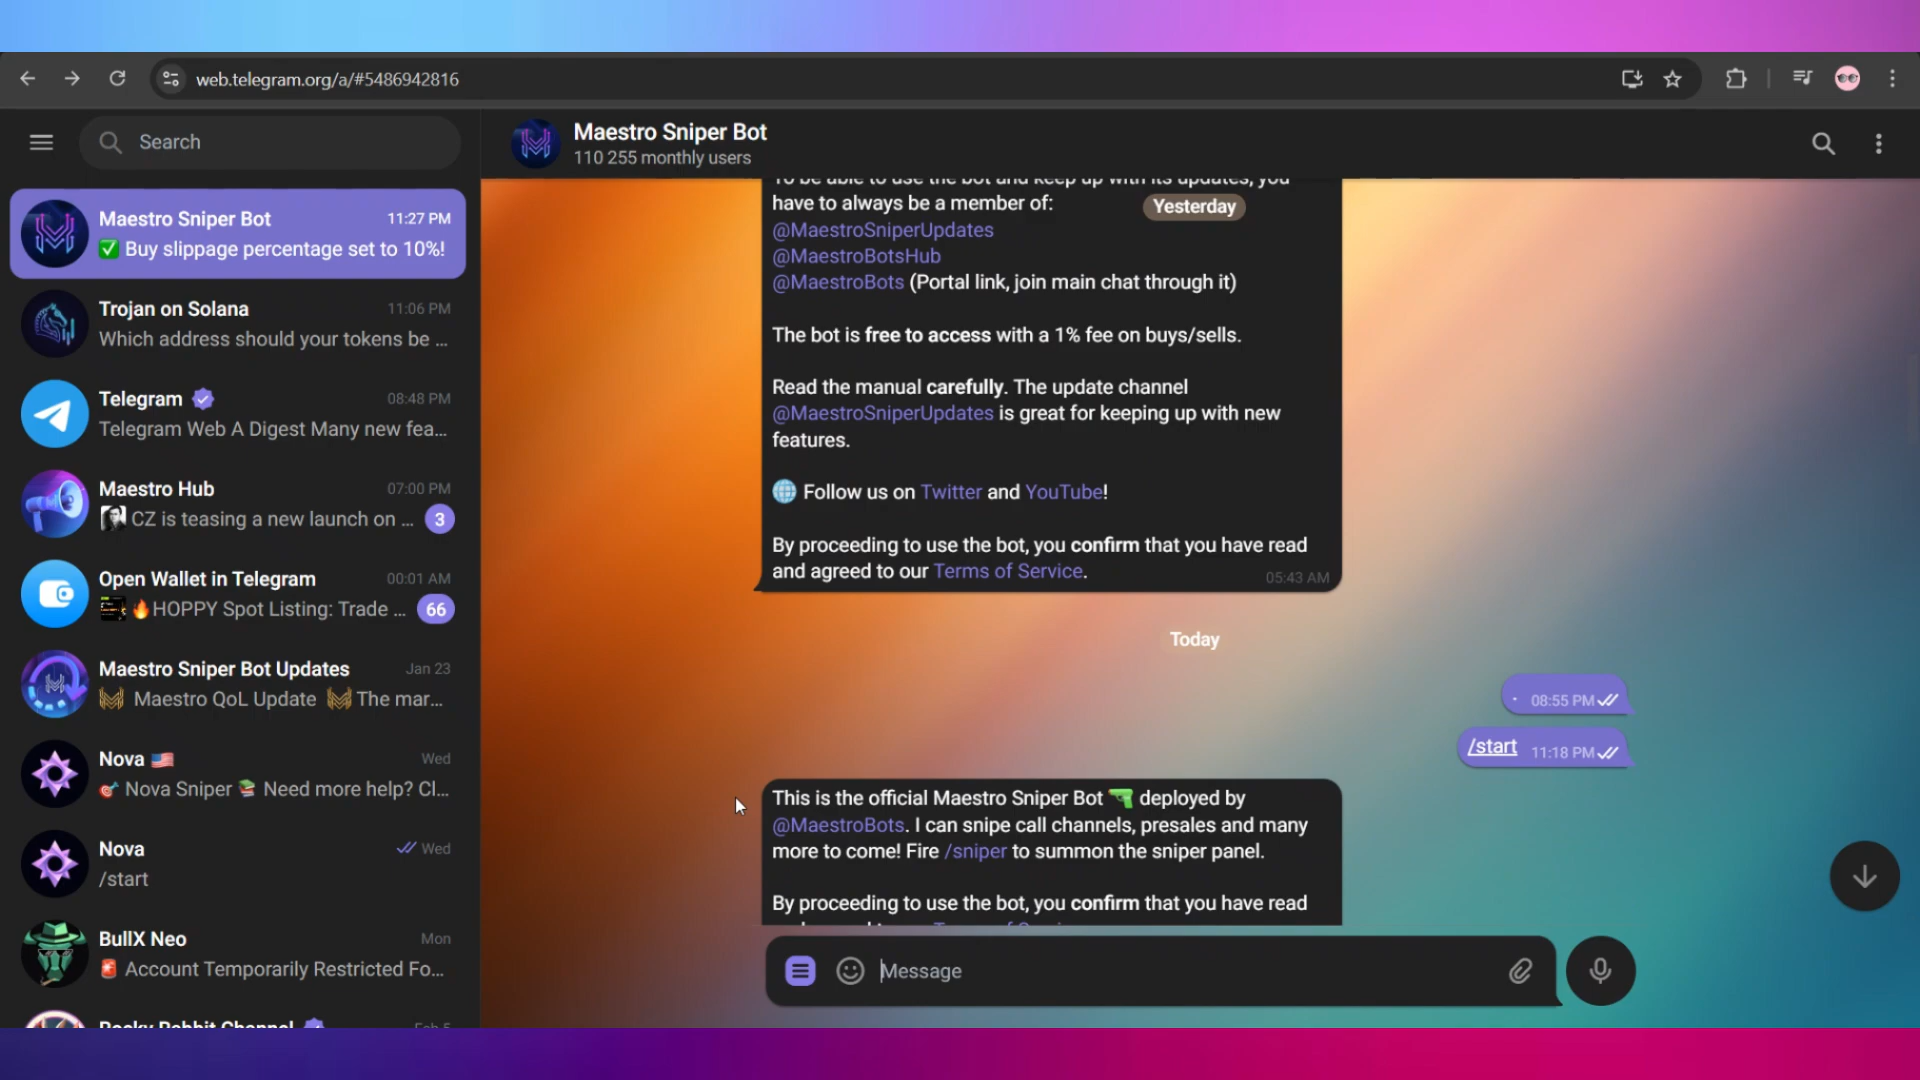 web.telegram.org/a/#5486942816
Search
Maestro Sniper Bot 11:27 PM
✅ Buy slippage percentage set to 10%!
Trojan on Solana 11:06 PM
Which address should your tokens be ...
Telegram 08:48 PM
Telegram Web A Digest Many new fea...
Maestro Hub 07:00 PM
CZ is teasing a new launch on ... 3
Open Wallet in Telegram 00:01 AM
🔥HOPPY Spot Listing: Trade ... 66
Maestro Sniper Bot Updates Jan 23
Maestro QoL Update The mar...
Nova 🇺🇸 Wed
🎯 Nova Sniper 📚 Need more help? Cl...
Nova Wed
/start
BullX Neo Mon
🚨 Account Temporarily Restricted Fo...
Rocky Rabbit Channel Feb 5
Maestro Sniper Bot
110 255 monthly users
To be able to use the bot and keep up with its updates, you
have to always be a member of:
Yesterday
@MaestroSniperUpdates
@MaestroBotsHub
@MaestroBots (Portal link, join main chat through it)
The bot is free to access with a 1% fee on buys/sells.
Read the manual carefully. The update channel
@MaestroSniperUpdates is great for keeping up with new
features.
🌐 Follow us on Twitter and YouTube!
By proceeding to use the bot, you confirm that you have read
and agreed to our Terms of Service. 05:43 AM
Today
. 08:55 PM
/start 11:18 PM
This is the official Maestro Sniper Bot 🔫 deployed by
@MaestroBots. I can snipe call channels, presales and many
more to come! Fire /sniper to summon the sniper panel.
By proceeding to use the bot, you confirm that you have read
Message